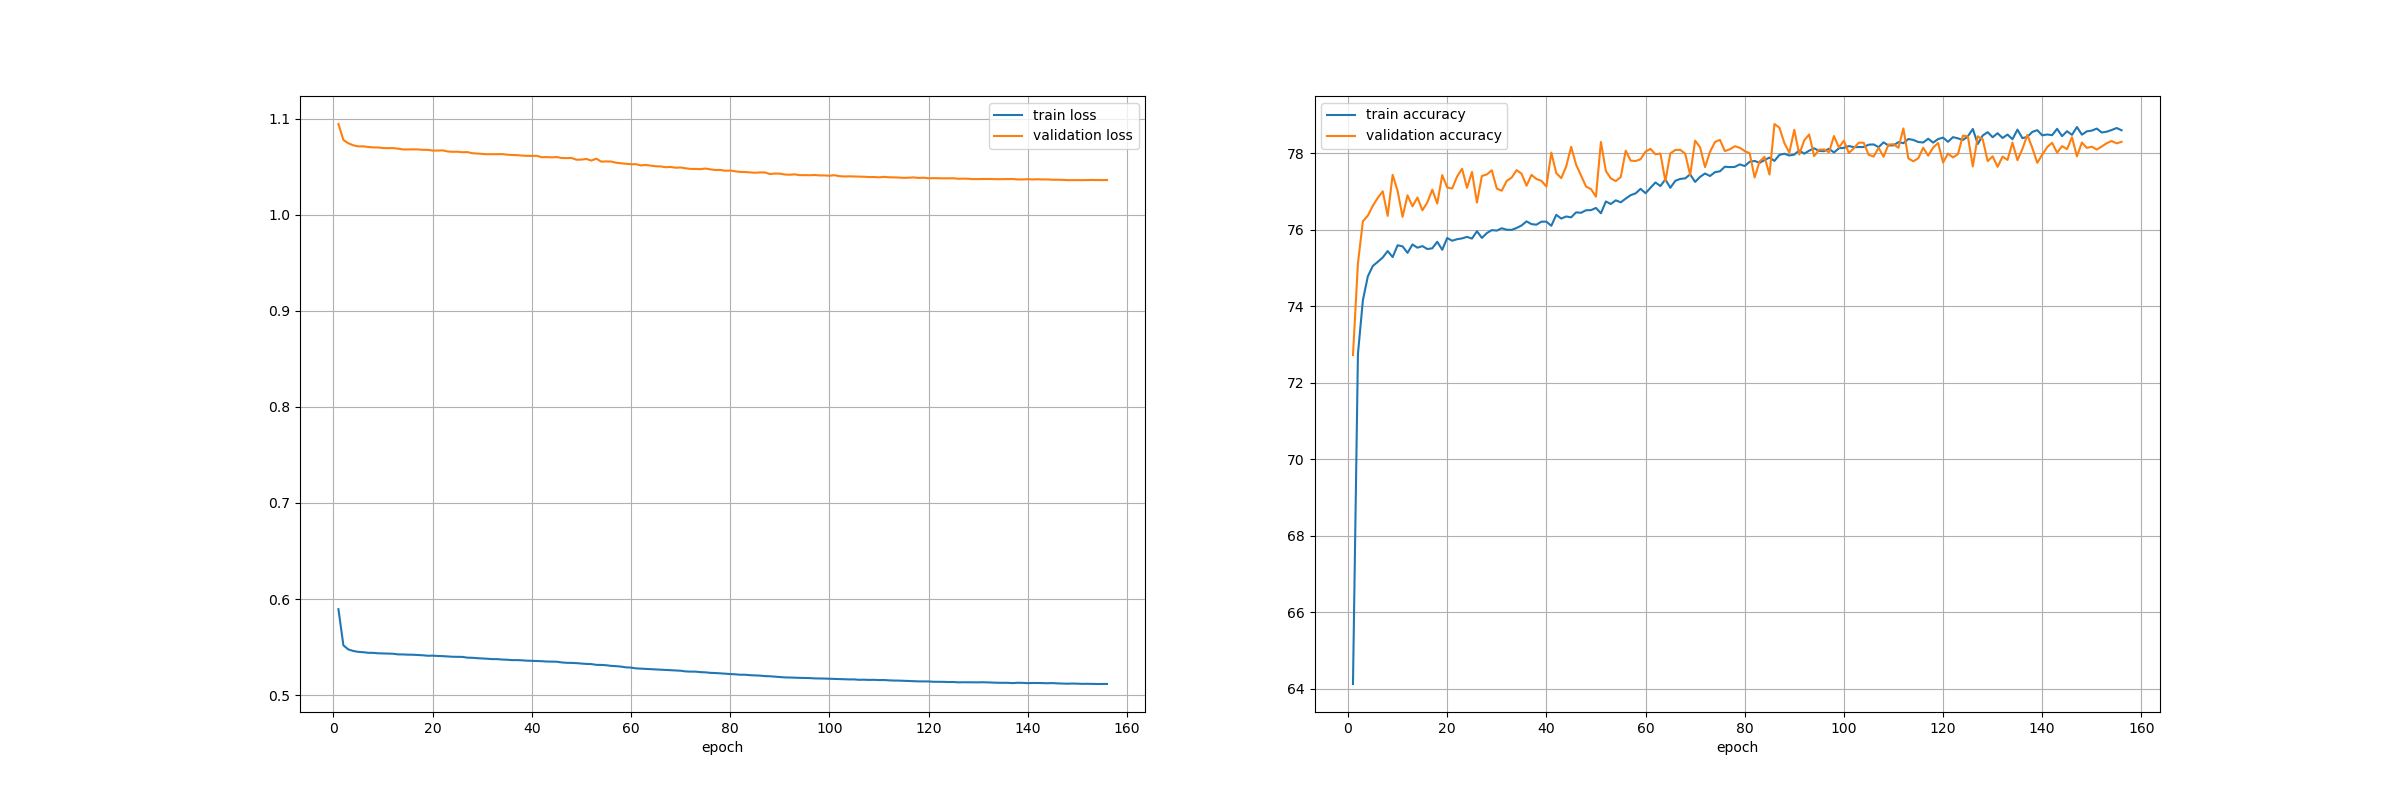 1.1
1.0
0.9
0.8
0.7
0.6
0.5
0 20 40 60 80 100 120 140 160
epoch
train loss
validation loss
78
76
74
72
70
68
66
64
0 20 40 60 80 100 120 140 160
epoch
train accuracy
validation accuracy